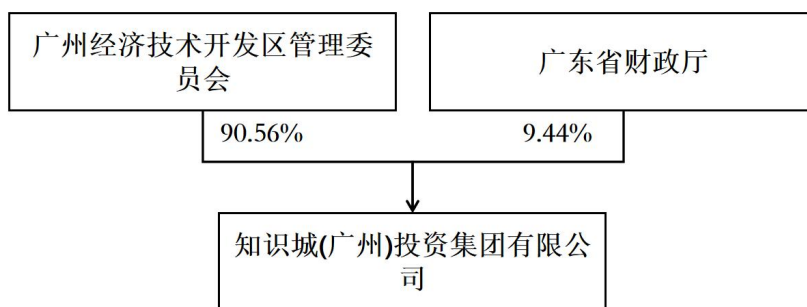 广州经济技术开发区管理委
员会
广东省财政厅
90.56%
9.44%
知识城(广州)投资集团有限公
司